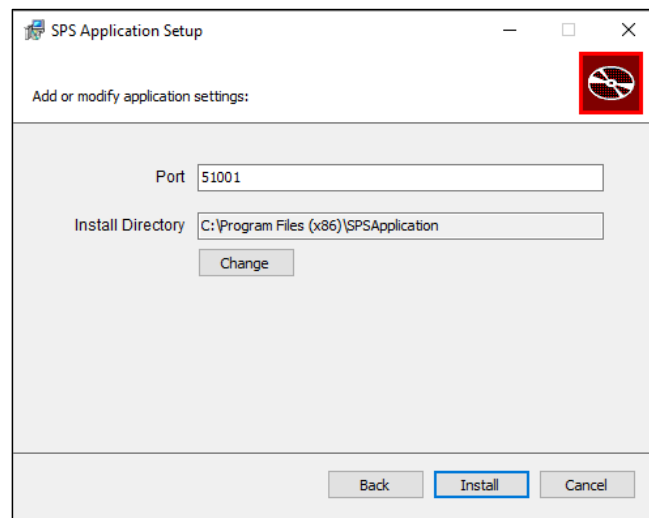 SPS Application Setup
Add or modify application settings:
Port 51001
Install Directory C:\Program Files (x86)\SPSApplication
Change
Back Install Cancel